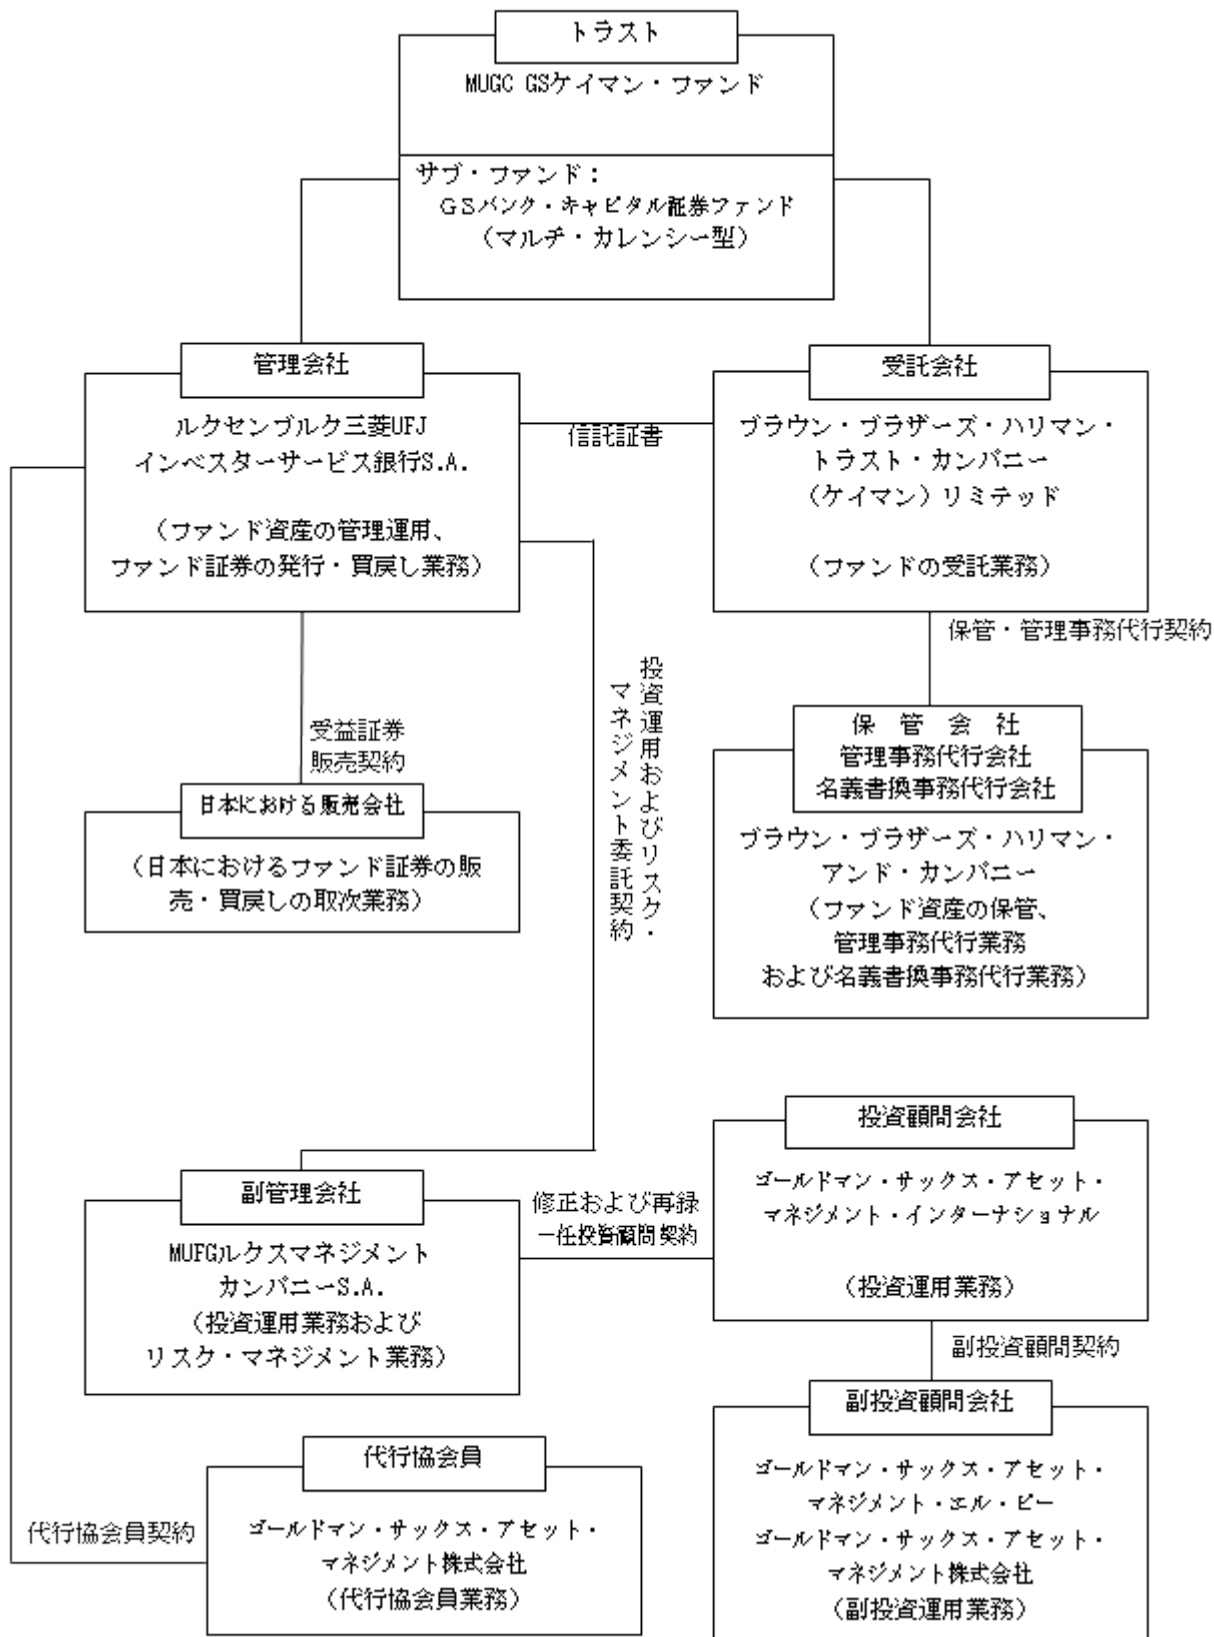 トラスト
MUGC GSケイマン・ファンド
サブ・ファンド：
GSバンク・キャピタル証券ファンド
（マルチ・カレンシー型）
管理会社
ルクセンブルク三菱UFJ
インベスターサービス銀行S.A.
（ファンド資産の管理運用、
ファンド証券の発行・買戻し業務）
信託証書
受託会社
ブラウン・ブラザーズ・ハリマン・
トラスト・カンパニー
（ケイマン）リミテッド
（ファンドの受託業務）
保管・管理事務代行契約
受益証券
販売契約
投資運用およびリスク・
マネジメント委託契約
日本における販売会社
（日本におけるファンド証券の販
売・買戻しの取次業務）
保　管　会　社
管理事務代行会社
名義書換事務代行会社
ブラウン・ブラザーズ・ハリマン・
アンド・カンパニー
（ファンド資産の保管、
管理事務代行業務
および名義書換事務代行業務）
副管理会社
MUFGルクスマネジメント
カンパニーS.A.
（投資運用業務および
リスク・マネジメント業務）
修正および再録
一任投資顧問契約
投資顧問会社
ゴールドマン・サックス・アセット・
マネジメント・インターナショナル
（投資運用業務）
副投資顧問契約
副投資顧問会社
ゴールドマン・サックス・アセット・
マネジメント・エル・ピー
ゴールドマン・サックス・アセット・
マネジメント株式会社
（副投資運用業務）
代行協会員契約
代行協会員
ゴールドマン・サックス・アセット・
マネジメント株式会社
（代行協会員業務）